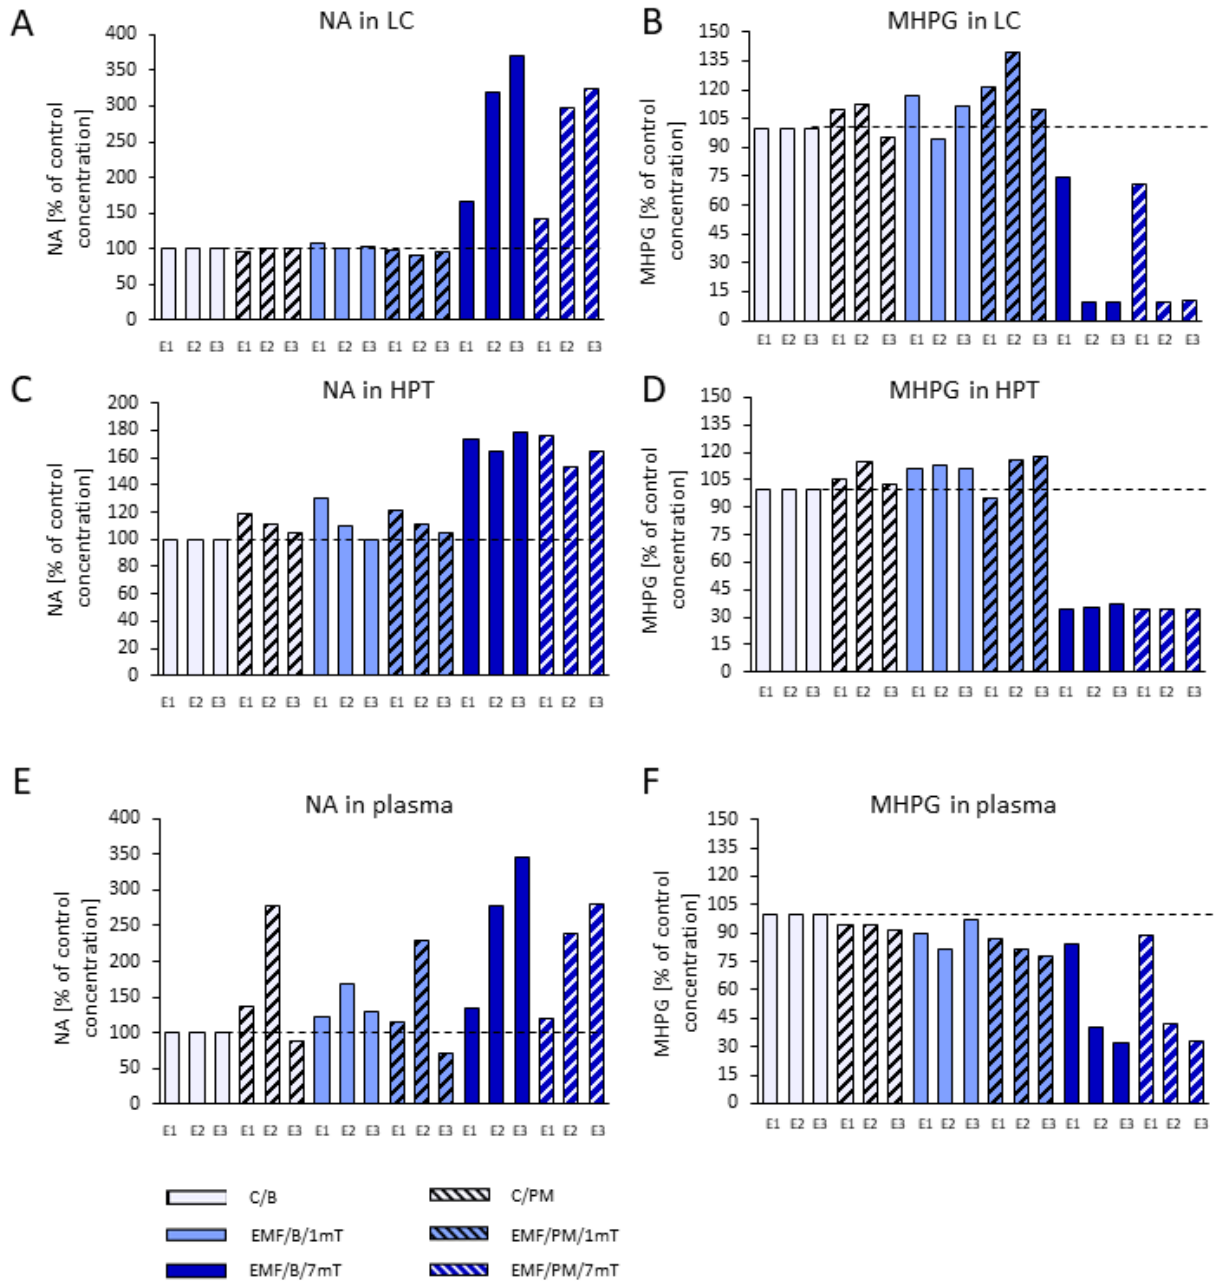 A
NA in LC
NA [% of control
concentration]
400
350
300
250
200
150
100
50
0
E1 E2 E3 E1 E2 E3 E1 E2 E3 E1 E2 E3 E1 E2 E3 E1 E2 E3
B
MHPG in LC
MHPG [% of control
concentration]
150
135
120
105
90
75
60
45
30
15
0
E1 E2 E3 E1 E2 E3 E1 E2 E3 E1 E2 E3 E1 E2 E3 E1 E2 E3
C
NA in HPT
NA [% of control
concentration]
200
180
160
140
120
100
80
60
40
20
0
E1 E2 E3 E1 E2 E3 E1 E2 E3 E1 E2 E3 E1 E2 E3 E1 E2 E3
D
MHPG in HPT
MHPG [% of control
concentration]
150
135
120
105
90
75
60
45
30
15
0
E1 E2 E3 E1 E2 E3 E1 E2 E3 E1 E2 E3 E1 E2 E3 E1 E2 E3
E
NA in plasma
NA [% of control
concentration]
400
350
300
250
200
150
100
50
0
E1 E2 E3 E1 E2 E3 E1 E2 E3 E1 E2 E3 E1 E2 E3 E1 E2 E3
F
MHPG in plasma
MHPG [% of control
concentration]
150
135
120
105
90
75
60
45
30
15
0
E1 E2 E3 E1 E2 E3 E1 E2 E3 E1 E2 E3 E1 E2 E3 E1 E2 E3
C/B
C/PM
EMF/B/1mT
EMF/PM/1mT
EMF/B/7mT
EMF/PM/7mT